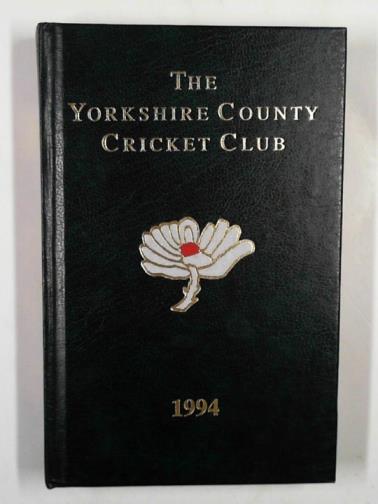 THE
YORKSHIRE COUNTY
CRICKET CLUB
1994